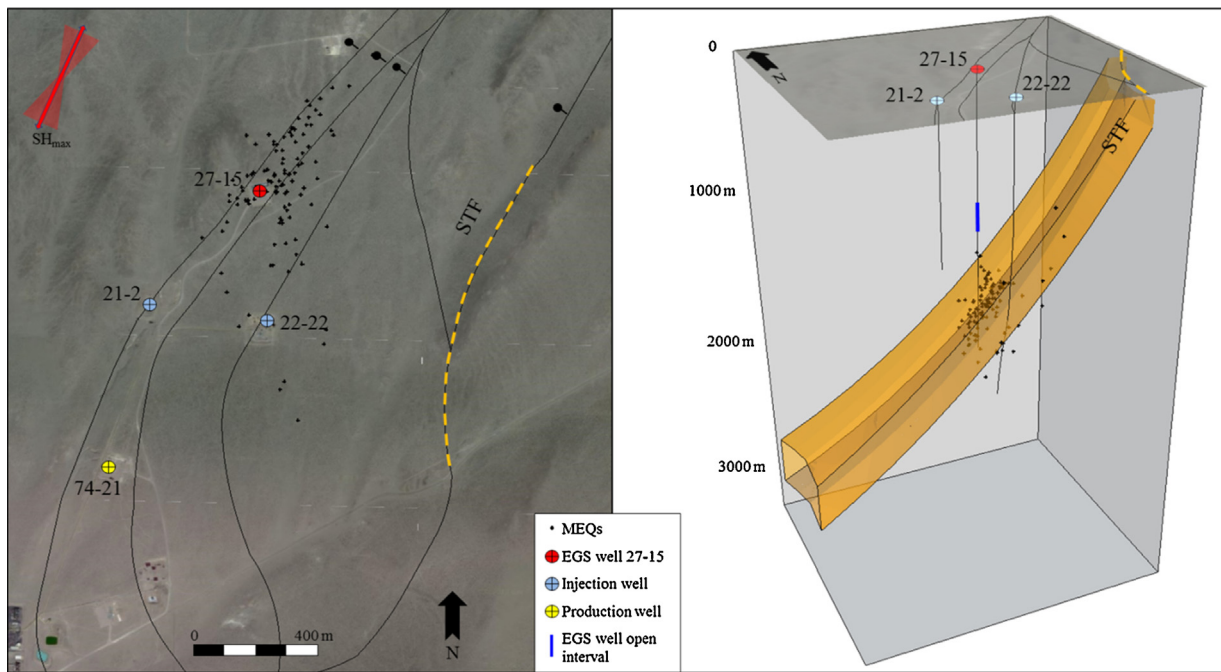 SHmax
27-15
STF
21-2
22-22
74-21
0
400 m
N
MEQs
EGS well 27-15
Injection well
Production well
EGS well open
interval
0
N
27-15
21-2
22-22
STF
1000 m
2000 m
3000 m